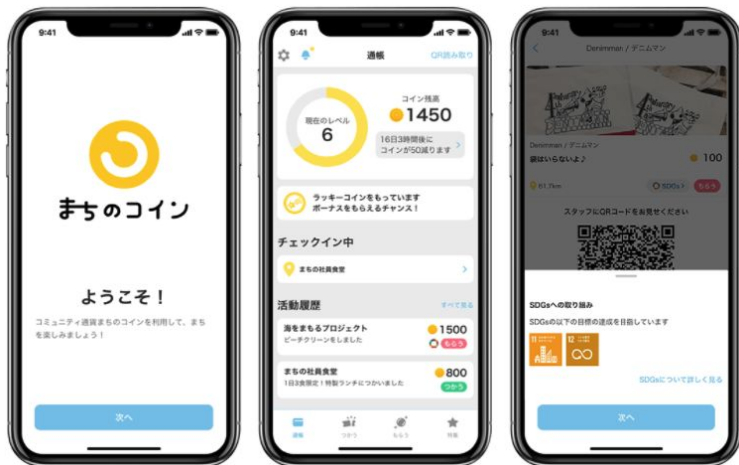 9:41
まちのコイン
ようこそ！
コミュニティ通貨まちのコインを利用して、まち
を楽しみましょう！
次へ
9:41
通帳
QR読み取り
現在のレベル
6
コイン残高
1450
16日3時間後に
コインが50減ります
ラッキーコインをもっています
ボーナスをもらえるチャンス！
チェックイン中
まちの社員食堂
活動履歴
すべて見る
海をまもるプロジェクト
1500
ビーチクリーンをしました
もらう
まちの社員食堂
800
1日3食限定！特製ランチにつかいました
つかう
通帳
つかう
もらう
特集
9:41
Denimman / デニムマン
Denimman / デニムマン
袋はいらないよ♪
100
61.7km
SDGs
もらう
スタッフにQRコードをお見せください
SDGsへの取り組み
SDGsの以下の目標の達成を目指しています
11
12
SDGsについて詳しく見る
次へ